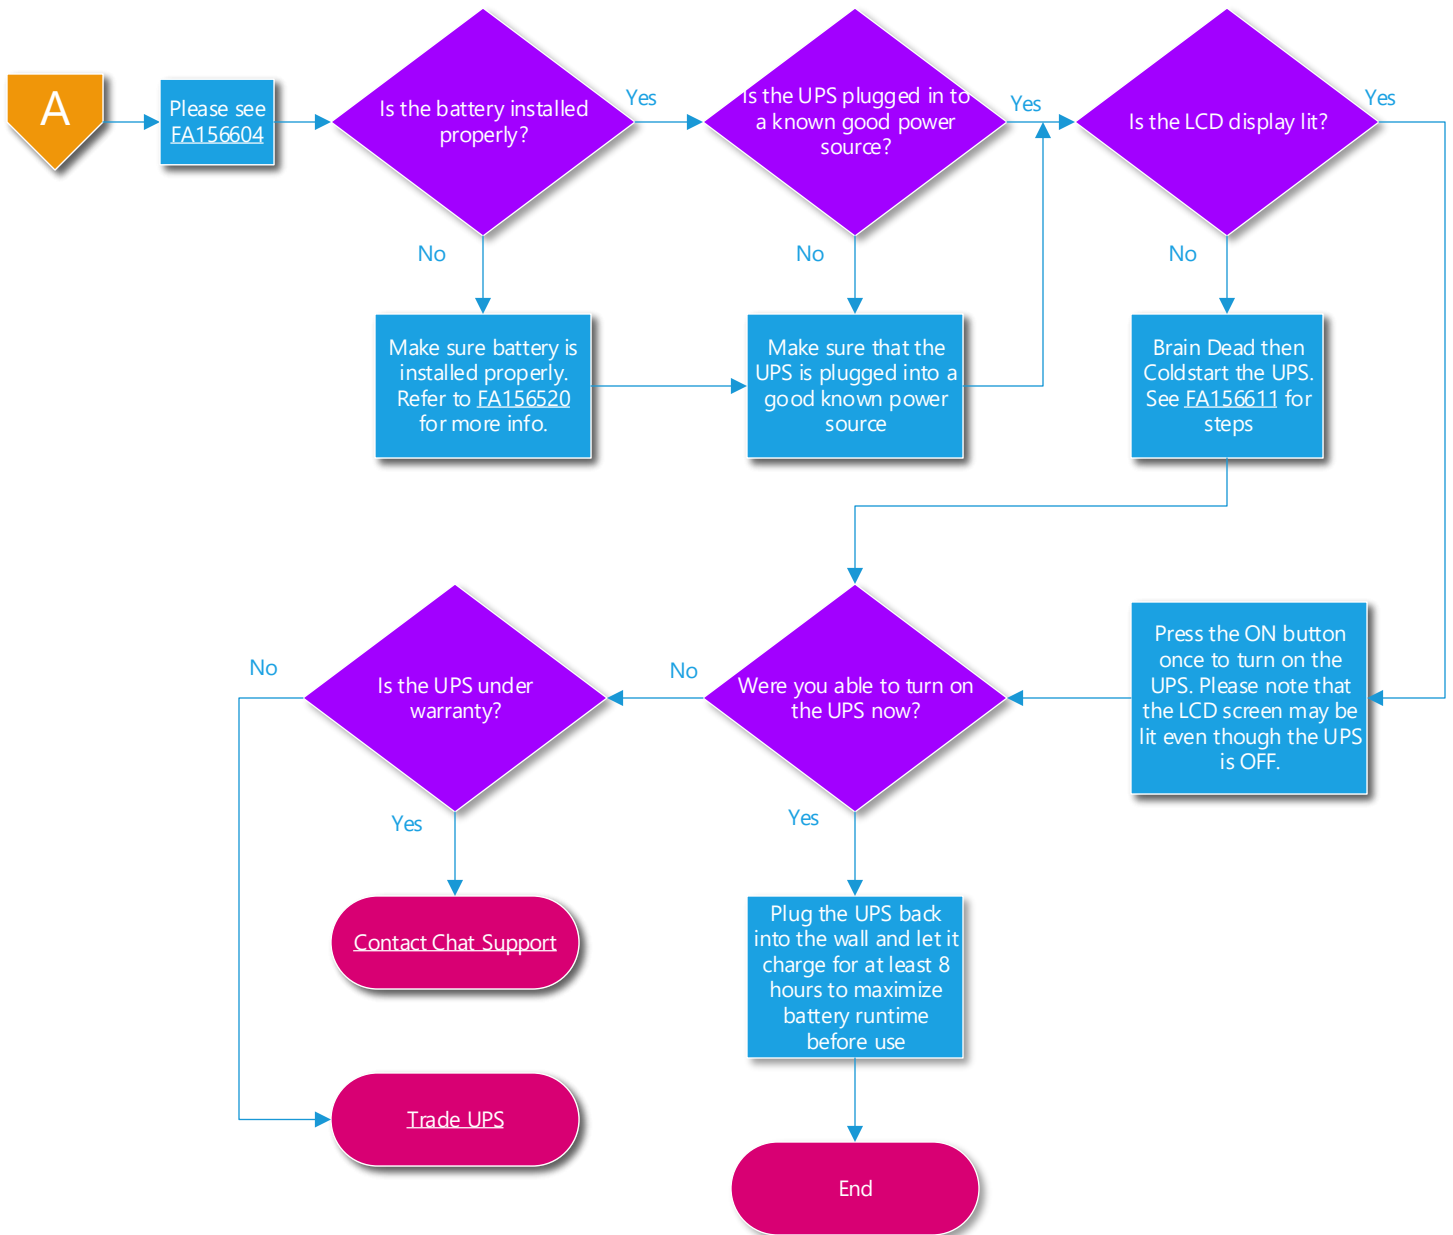 A
Please see
FA156604
Is the battery installed
properly?
Yes
Is the UPS plugged in to
a known good power
source?
Yes
Is the LCD display lit?
Yes
No
No
No
Make sure battery is
installed properly.
Refer to FA156520
for more info.
Make sure that the
UPS is plugged into a
good known power
source
Brain Dead then
Coldstart the UPS.
See FA156611 for
steps
Press the ON button
once to turn on the
UPS. Please note that
the LCD screen may be
lit even though the UPS
is OFF.
Were you able to turn on
the UPS now?
No
Is the UPS under
warranty?
No
Yes
Yes
Contact Chat Support
Plug the UPS back
into the wall and let it
charge for at least 8
hours to maximize
battery runtime
before use
Trade UPS
End